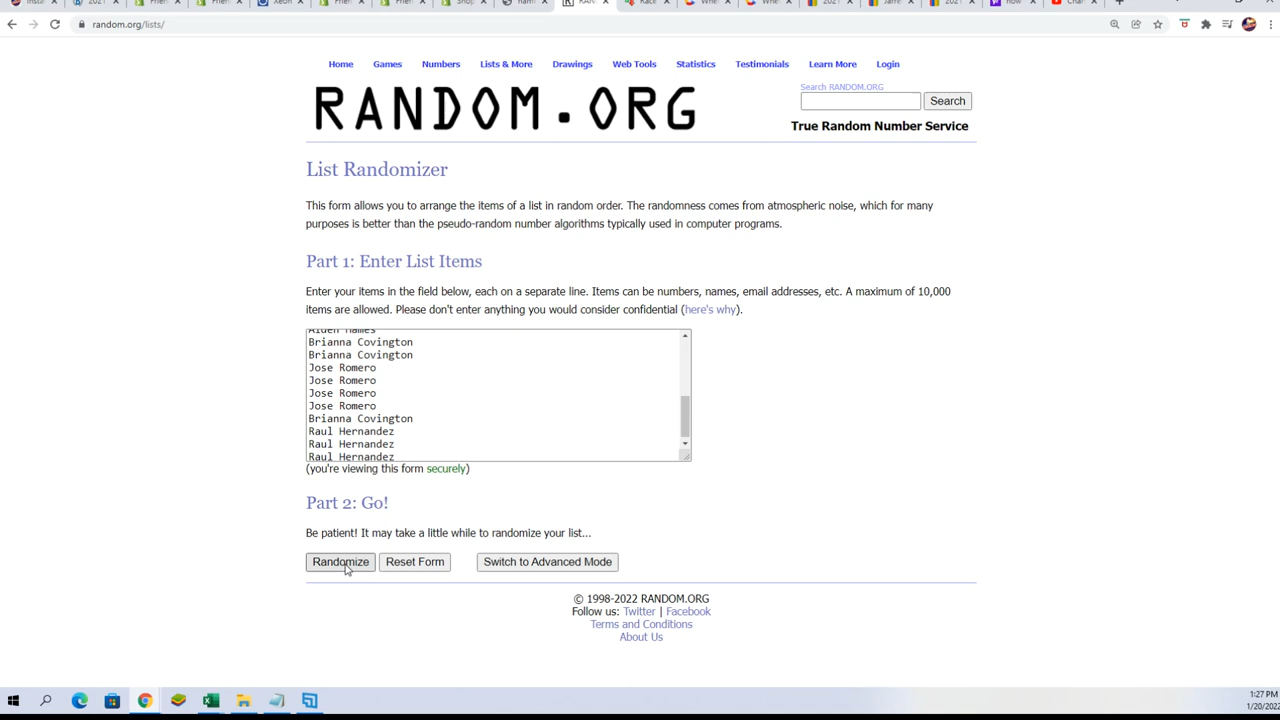 random.org/lists/
Home Games Numbers Lists & More Drawings Web Tools Statistics Testimonials Learn More Login
RANDOM.ORG
Search RANDOM.ORG
Search
True Random Number Service
List Randomizer
This form allows you to arrange the items of a list in random order. The randomness comes from atmospheric noise, which for many
purposes is better than the pseudo-random number algorithms typically used in computer programs.
Part 1: Enter List Items
Enter your items in the field below, each on a separate line. Items can be numbers, names, email addresses, etc. A maximum of 10,000
items are allowed. Please don't enter anything you would consider confidential (here's why).
Brianna Covington
Brianna Covington
Jose Romero
Jose Romero
Jose Romero
Jose Romero
Brianna Covington
Raul Hernandez
Raul Hernandez
Raul Hernandez
(you're viewing this form securely)
Part 2: Go!
Be patient! It may take a little while to randomize your list...
Randomize Reset Form Switch to Advanced Mode
© 1998-2022 RANDOM.ORG
Follow us: Twitter | Facebook
Terms and Conditions
About Us
1:27 PM
1/20/2022